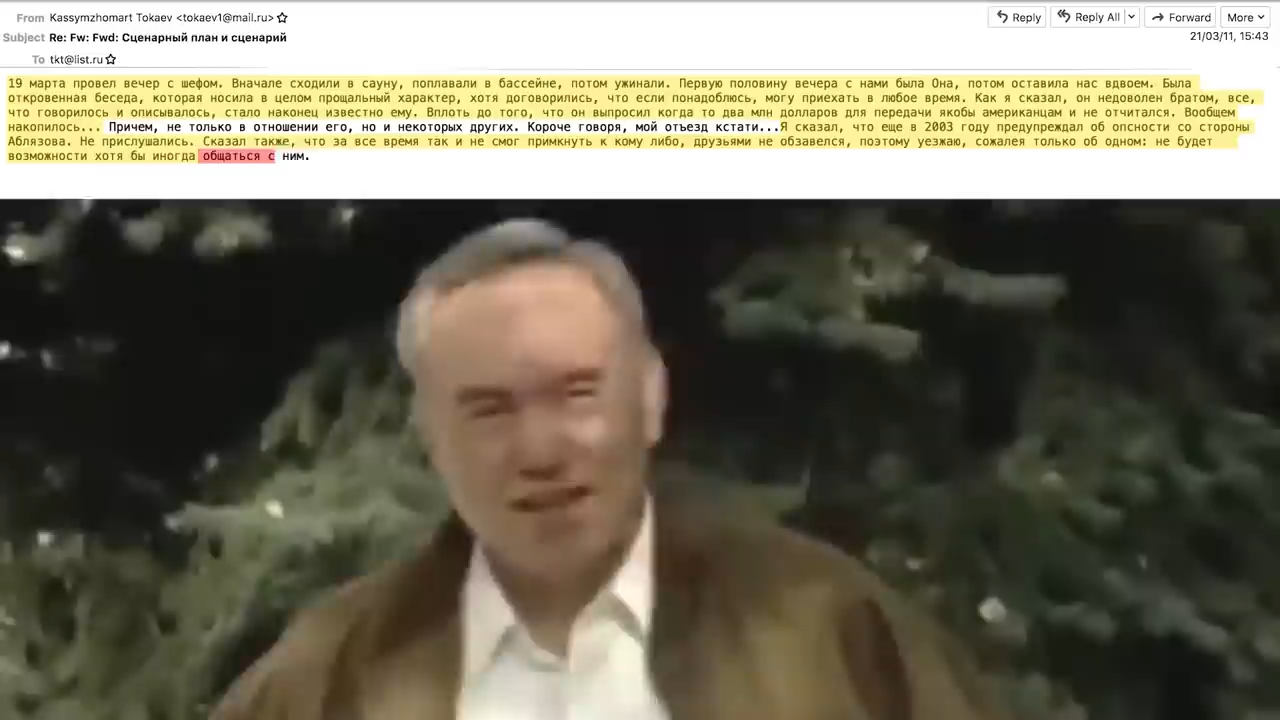 From Kassymzhomart Tokaev <tokaev1@mail.ru>
Reply Reply All Forward More
Subject Re: Fw: Fwd: Сценарный план и сценарий
21/03/11, 15:43
To tkt@list.ru
19 марта провел вечер с шефом. Вначале сходили в сауну, поплавали в бассейне, потом ужинали. Первую половину вечера с нами была Она, потом оставила нас вдвоем. Была
откровенная беседа, которая носила в целом прощальный характер, хотя договорились, что если понадоблюсь, могу приехать в любое время. Как я сказал, он недоволен братом, все,
что говорилось и описывалось, стало наконец известно ему. Вплоть до того, что он выпросил когда то два млн долларов для передачи якобы американцам и не отчитался. Вообщем
накопилось... Причем, не только в отношении его, но и некоторых других. Короче говоря, мой отъезд кстати...Я сказал, что еще в 2003 году предупреждал об опсности со стороны
Аблязова. Не прислушались. Сказал также, что за все время так и не смог примкнуть к кому либо, друзьями не обзавелся, поэтому уезжаю, сожалея только об одном: не будет
возможности хотя бы иногда общаться с ним.